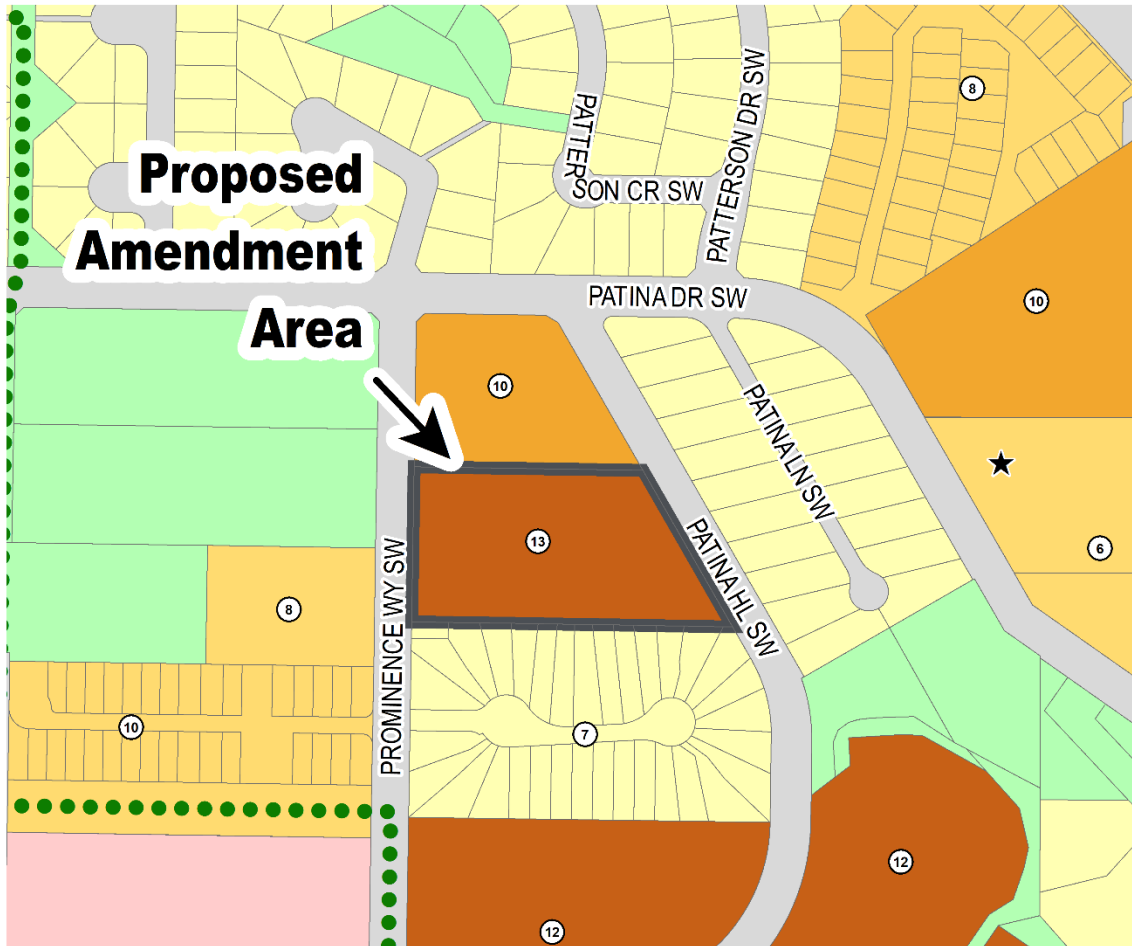 8
PATTER
SON CR SW
PATTERSON DR SW
Proposed
Amendment
Area
PATINA DR SW
10
10
PATINA LN SW
6
13
PATINA HL SW
PROMINENCE WY SW
8
10
7
12
12